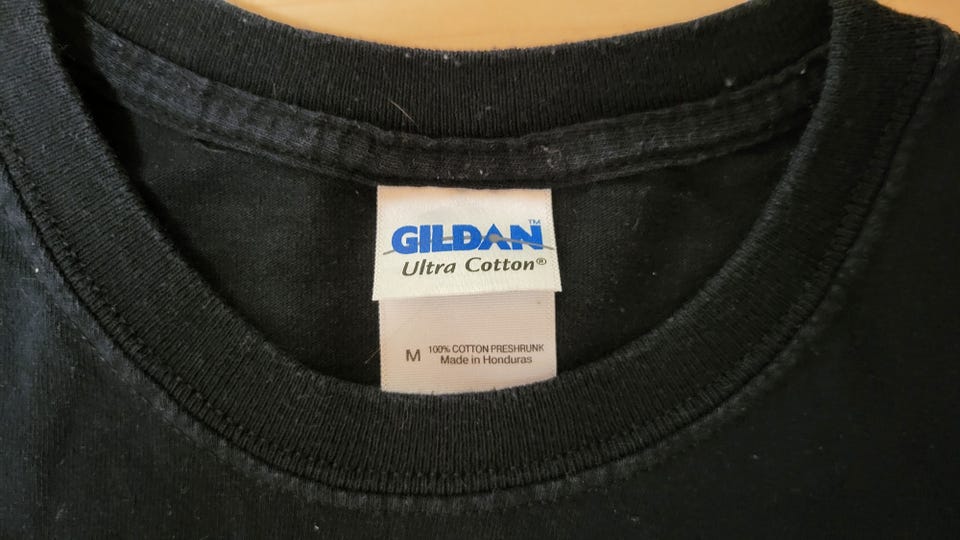 GILDAN™
Ultra Cotton®
M 100% COTTON PRESHRUNK
Made in Honduras